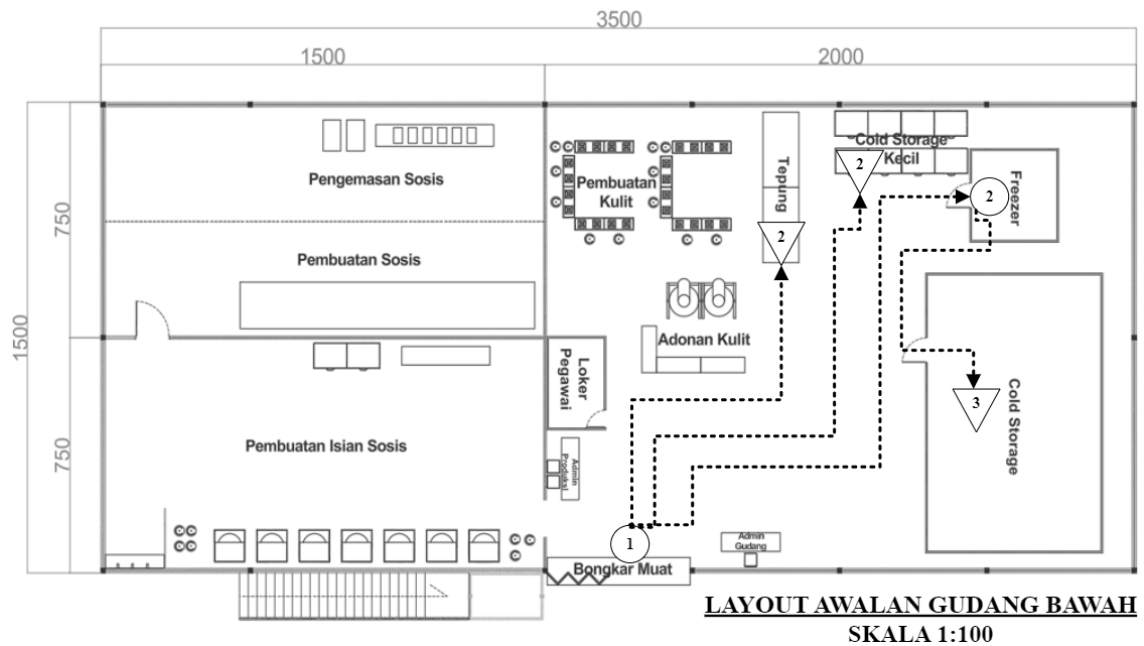 3500
1500
2000
Pengemasan Sosis
Pembuatan Sosis
750
1500
750
Pembuatan
Kulit
Tepung
2
Cold Storage
Kecil
2
Freezer
2
Adonan Kulit
Loker
Pegawai
Cold Storage
3
Pembuatan Isian Sosis
Admin
Produksi
1
Bongkar Muat
Admin
Gudang
LAYOUT AWALAN GUDANG BAWAH
SKALA 1:100